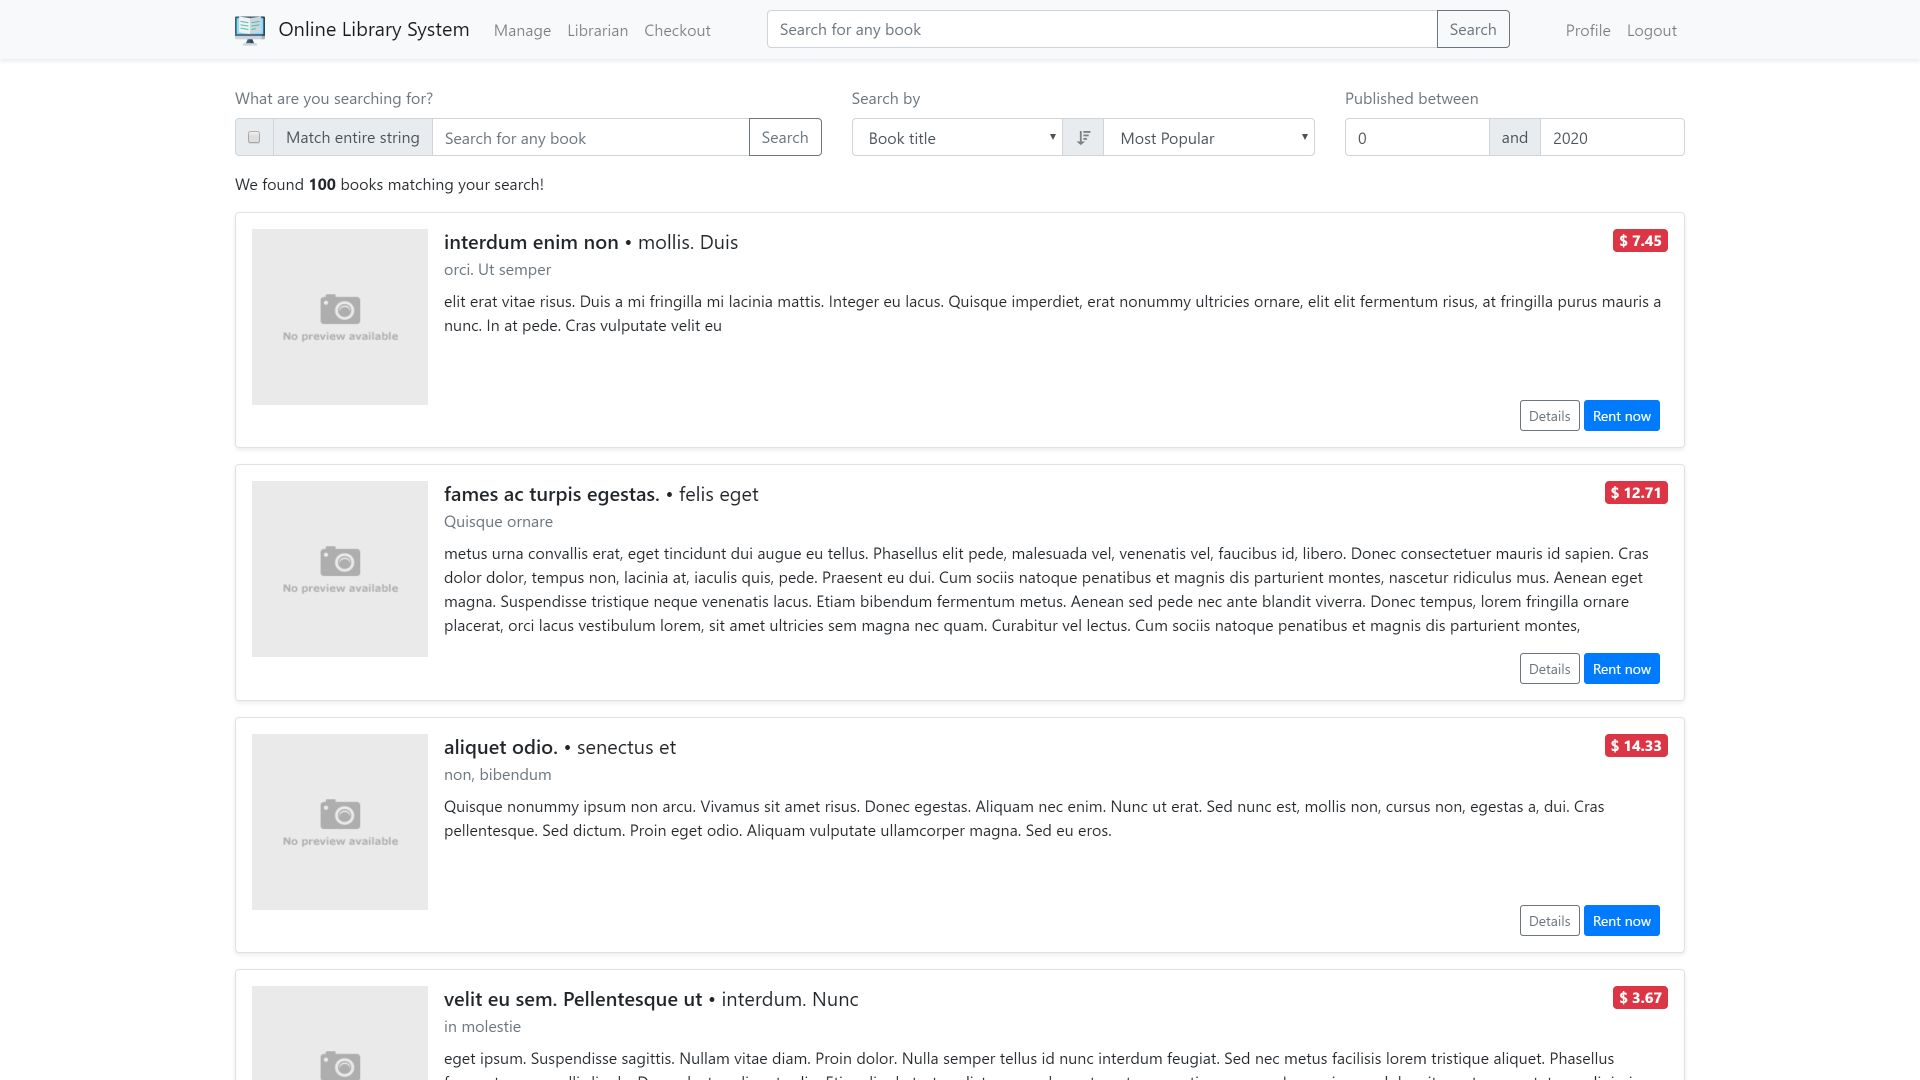 Online Library System Manage Librarian Checkout Search for any book Search Profile Logout
What are you searching for? Search by Published between
Match entire string Search for any book Search Book title Most Popular 0 and 2020
We found 100 books matching your search!
interdum enim non • mollis. Duis $ 7.45
orci. Ut semper
elit erat vitae risus. Duis a mi fringilla mi lacinia mattis. Integer eu lacus. Quisque imperdiet, erat nonummy ultricies ornare, elit elit fermentum risus, at fringilla purus mauris a
nunc. In at pede. Cras vulputate velit eu
No preview available
Details Rent now
fames ac turpis egestas. • felis eget $ 12.71
Quisque ornare
metus urna convallis erat, eget tincidunt dui augue eu tellus. Phasellus elit pede, malesuada vel, venenatis vel, faucibus id, libero. Donec consectetuer mauris id sapien. Cras
dolor dolor, tempus non, lacinia at, iaculis quis, pede. Praesent eu dui. Cum sociis natoque penatibus et magnis dis parturient montes, nascetur ridiculus mus. Aenean eget
magna. Suspendisse tristique neque venenatis lacus. Etiam bibendum fermentum metus. Aenean sed pede nec ante blandit viverra. Donec tempus, lorem fringilla ornare
placerat, orci lacus vestibulum lorem, sit amet ultricies sem magna nec quam. Curabitur vel lectus. Cum sociis natoque penatibus et magnis dis parturient montes,
No preview available
Details Rent now
aliquet odio. • senectus et $ 14.33
non, bibendum
Quisque nonummy ipsum non arcu. Vivamus sit amet risus. Donec egestas. Aliquam nec enim. Nunc ut erat. Sed nunc est, mollis non, cursus non, egestas a, dui. Cras
pellentesque. Sed dictum. Proin eget odio. Aliquam vulputate ullamcorper magna. Sed eu eros.
No preview available
Details Rent now
velit eu sem. Pellentesque ut • interdum. Nunc $ 3.67
in molestie
eget ipsum. Suspendisse sagittis. Nullam vitae diam. Proin dolor. Nulla semper tellus id nunc interdum feugiat. Sed nec metus facilisis lorem tristique aliquet. Phasellus